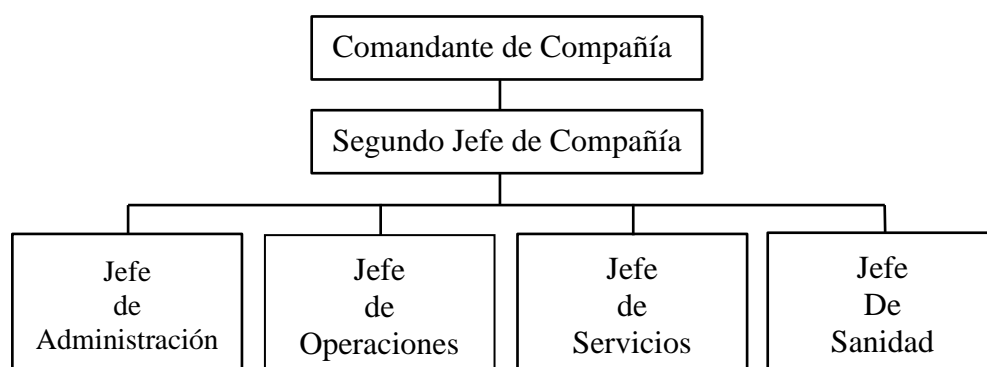 Comandante de Compañía
Segundo Jefe de Compañía
Jefe
de
Administración
Jefe
de
Operaciones
Jefe
de
Servicios
Jefe
De
Sanidad